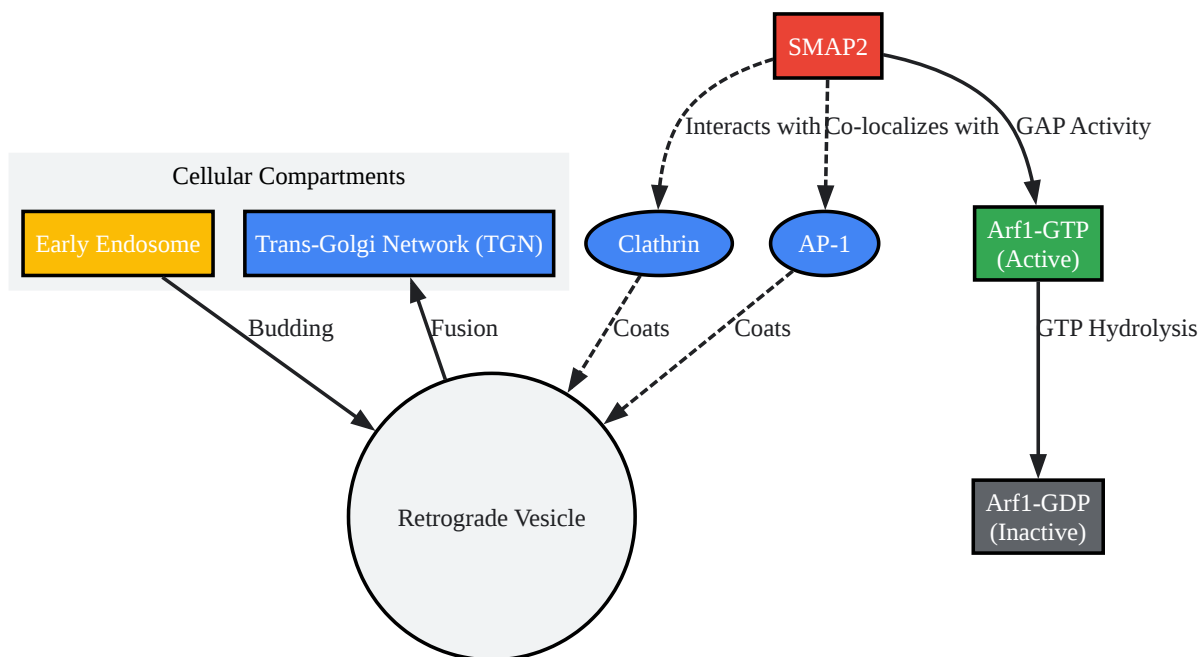 SMAP2
Interacts with
Co-localizes with
GAP Activity
Cellular Compartments
Early Endosome
Trans-Golgi Network (TGN)
Clathrin
AP-1
Arf1-GTP
(Active)
Budding
Fusion
Coats
Coats
GTP Hydrolysis
Retrograde Vesicle
Arf1-GDP
(Inactive)